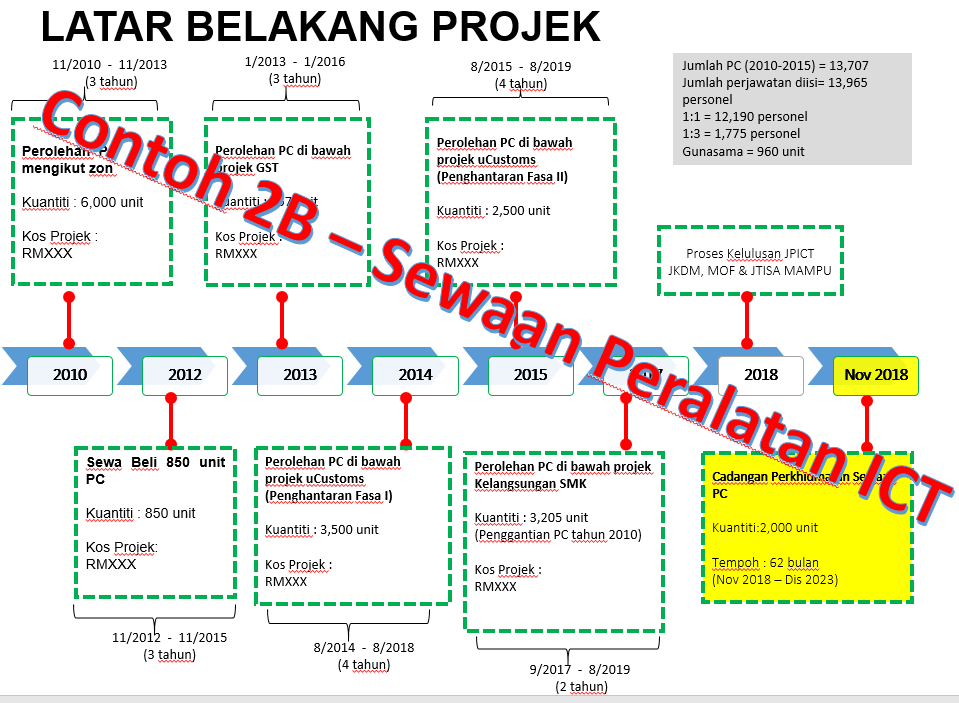 LATAR BELAKANG PROJEK
11/2010 - 11/2013
(3 tahun)
1/2013 - 1/2016
(3 tahun)
8/2015 - 8/2019
(4 tahun)
Jumlah PC (2010-2015) = 13,707
Jumlah perjawatan diisi= 13,965
personel
1:1 = 12,190 personel
1:3 = 1,775 personel
Gunasama = 960 unit
Perolehan
mengikut zon
Kuantiti : 6,000 unit
Kos Projek :
RMXXX
Perolehan PC di bawah
projek GST
unit
Kos Projek :
RMXXX
Perolehan PC di bawah
projek uCustoms
(Penghantaran Fasa II)
Kuantiti : 2,500 unit
Kos Projek :
RMXXX
Proses Kelulusan JPICT
JKDM, MOF & JTISA MAMPU
Contoh 2B – Sewaan Peralatan ICT
2010
2012
2013
2014
2015
2018
Nov 2018
Sewa Beli 850 unit
PC
Kuantiti : 850 unit
Kos Projek:
RMXXX
11/2012 - 11/2015
(3 tahun)
Perolehan PC di bawah
projek uCustoms
(Penghantaran Fasa I)
Kuantiti : 3,500 unit
Kos Projek :
RMXXX
8/2014 - 8/2018
(4 tahun)
Perolehan PC di bawah projek
Kelangsungan SMK
Kuantiti : 3,205 unit
(Penggantian PC tahun 2010)
Kos Projek :
RMXXX
9/2017 - 8/2019
(2 tahun)
Cadangan Perkhidmatan
PC
Kuantiti:2,000 unit
Tempoh : 62 bulan
(Nov 2018 – Dis 2023)